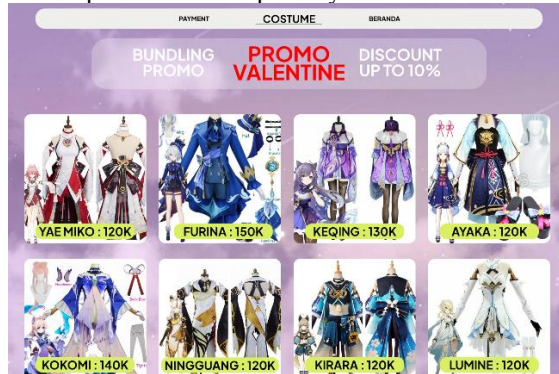 PAYMENT COSTUME BERANDA
BUNDLING PROMO
PROMO VALENTINE
DISCOUNT UP TO 10%
YAE MIKO : 120K
FURINA : 150K
KEQING : 130K
AYAKA : 120K
KOKOMI : 140K
NINGGUANG : 120K
KIRARA : 120K
LUMINE : 120K